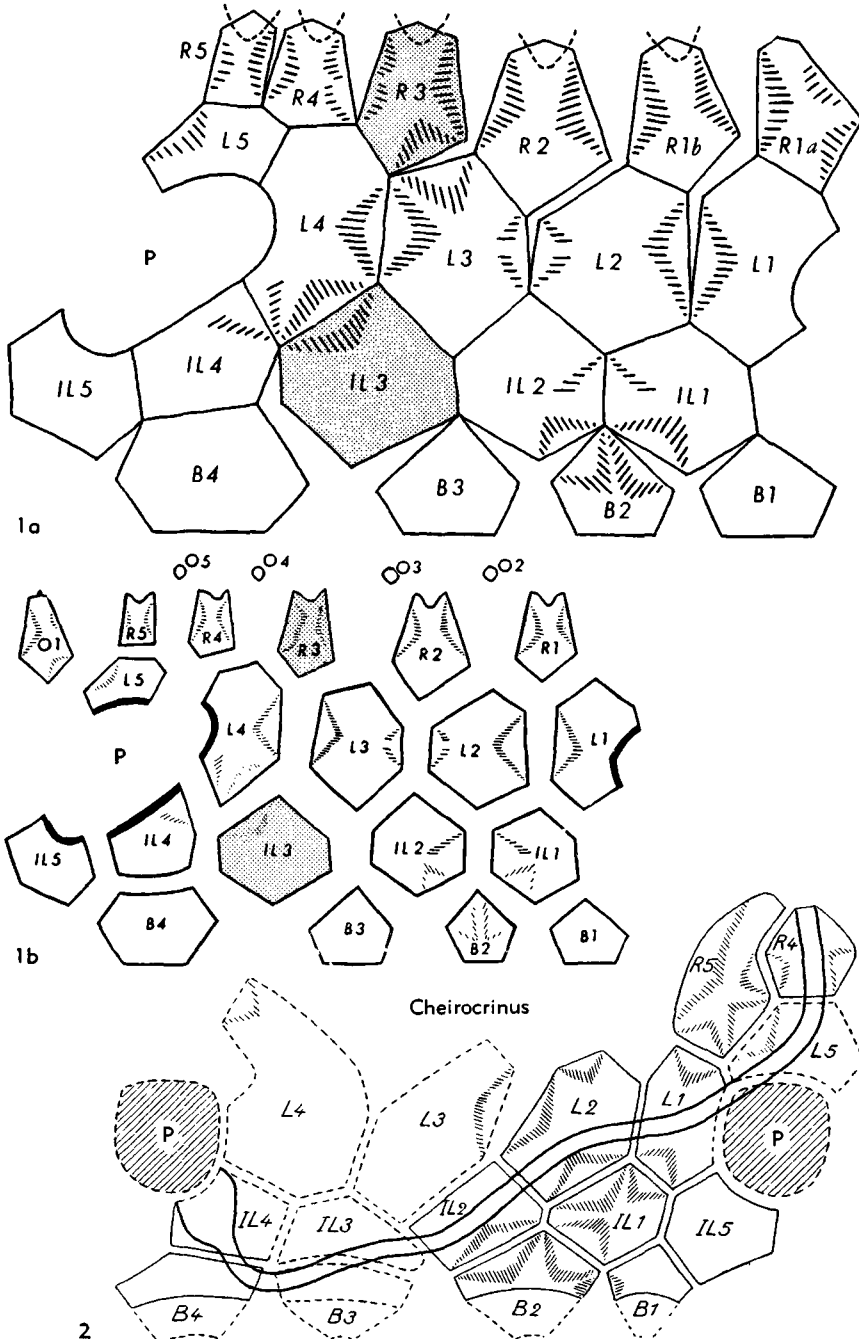 R5 R4 R3 R2 R1b R1a
L5
P L4 L3 L2 L1
IL5 IL4 IL3 IL2 IL1
B4 B3 B2 B1
1a
O5 O4 O3 O2
O1 R5 R4 R3 R2 R1
L5 L4 L3 L2 L1
P
IL5 IL4 IL3 IL2 IL1
B4 B3 B2 B1
1b
Cheirocrinus
R5 R4
L5
L4 L3 L2 L1
P P
IL4 IL3 IL2 IL1 IL5
B4 B3 B2 B1
2